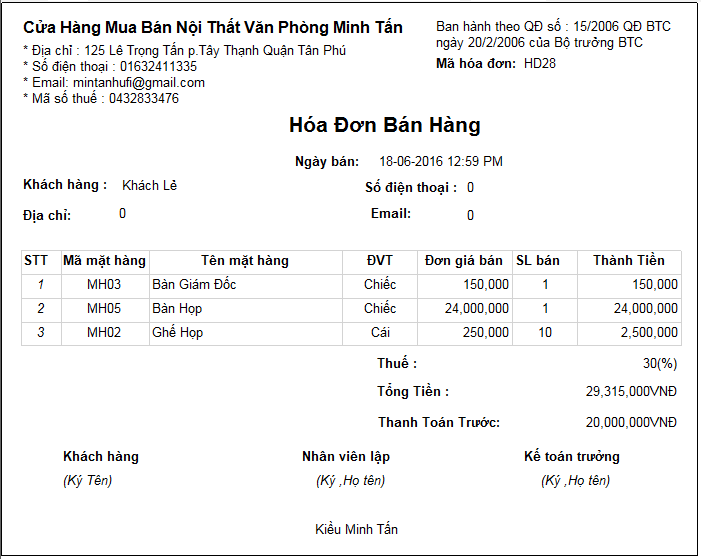 Cửa Hàng Mua Bán Nội Thất Văn Phòng Minh Tấn
* Địa chỉ : 125 Lê Trọng Tấn p.Tây Thạnh Quận Tân Phú
* Số điện thoại : 01632411335
* Email: mintanhufi@gmail.com
* Mã số thuế : 0432833476
Ban hành theo QĐ số : 15/2006 QĐ BTC
ngày 20/2/2006 của Bộ trưởng BTC
Mã hóa đơn: HD28
Hóa Đơn Bán Hàng
Ngày bán: 18-06-2016 12:59 PM
Khách hàng : Khách Lẻ Số điện thoại : 0
Địa chỉ: 0 Email: 0
STT Mã mặt hàng Tên mặt hàng ĐVT Đơn giá bán SL bán Thành Tiền
1 MH03 Bàn Giám Đốc Chiếc 150,000 1 150,000
2 MH05 Bàn Họp Chiếc 24,000,000 1 24,000,000
3 MH02 Ghế Họp Cái 250,000 10 2,500,000
Thuế : 30(%)
Tổng Tiền : 29,315,000VNĐ
Thanh Toán Trước: 20,000,000VNĐ
Khách hàng Nhân viên lập Kế toán trưởng
(Ký Tên) (Ký ,Họ tên) (Ký ,Họ tên)
Kiều Minh Tấn